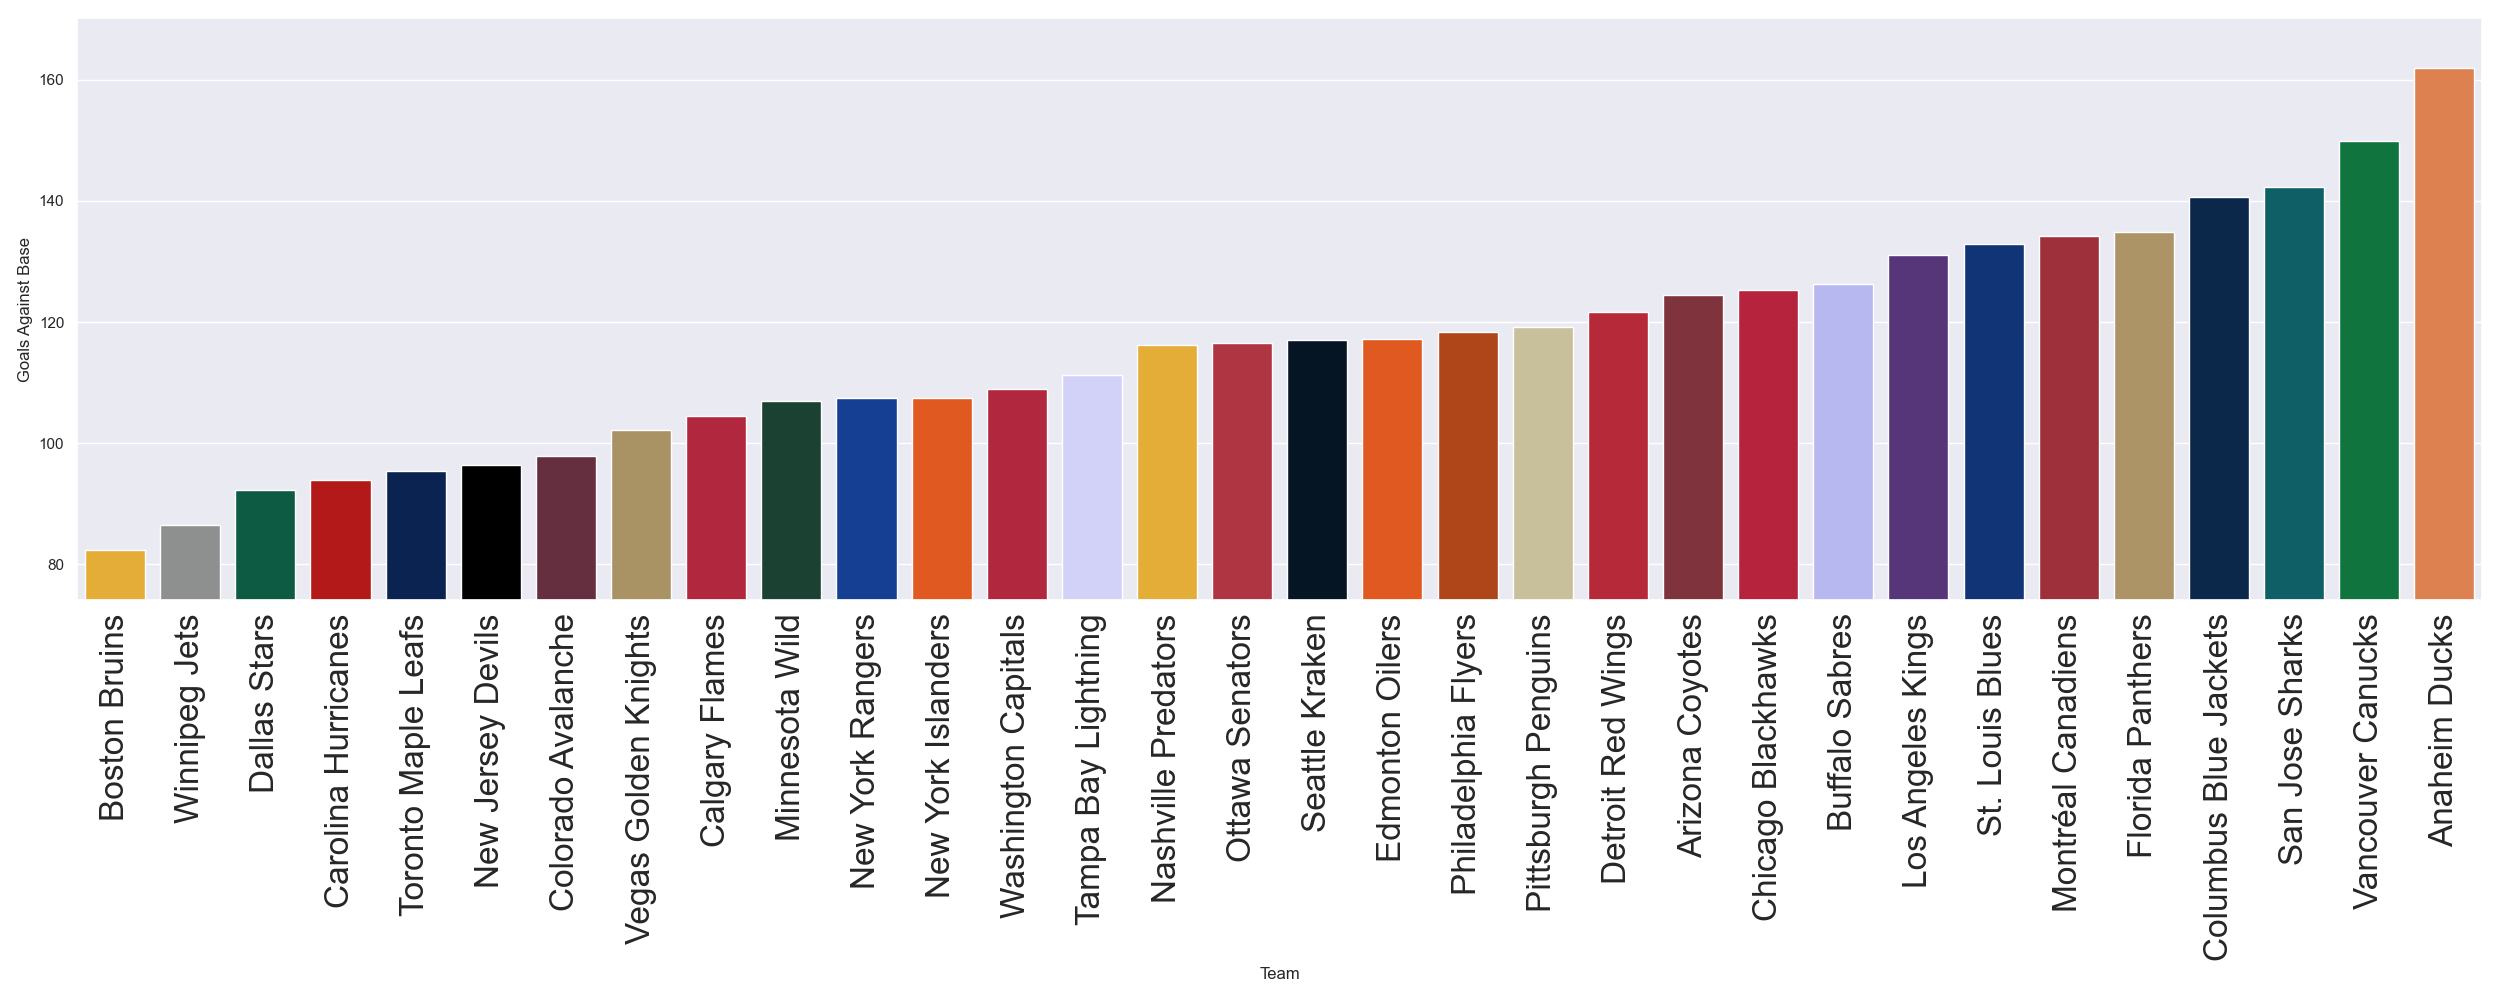 160
140
120
100
80
Goals Against Base
Boston Bruins
Winnipeg Jets
Dallas Stars
Carolina Hurricanes
Toronto Maple Leafs
New Jersey Devils
Colorado Avalanche
Vegas Golden Knights
Calgary Flames
Minnesota Wild
New York Rangers
New York Islanders
Washington Capitals
Tampa Bay Lightning
Nashville Predators
Ottawa Senators
Seattle Kraken
Edmonton Oilers
Philadelphia Flyers
Pittsburgh Penguins
Detroit Red Wings
Arizona Coyotes
Chicago Blackhawks
Buffalo Sabres
Los Angeles Kings
St. Louis Blues
Montréal Canadiens
Florida Panthers
Columbus Blue Jackets
San Jose Sharks
Vancouver Canucks
Anaheim Ducks
Team